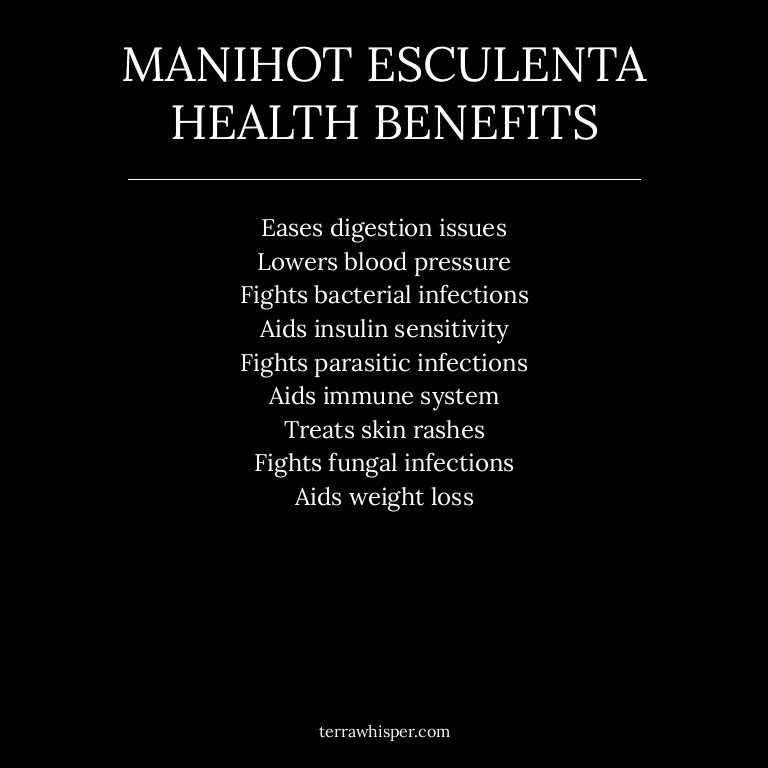 MANIHOT ESCULENTA
HEALTH BENEFITS
Eases digestion issues
Lowers blood pressure
Fights bacterial infections
Aids insulin sensitivity
Fights parasitic infections
Aids immune system
Treats skin rashes
Fights fungal infections
Aids weight loss
terrawhisper.com